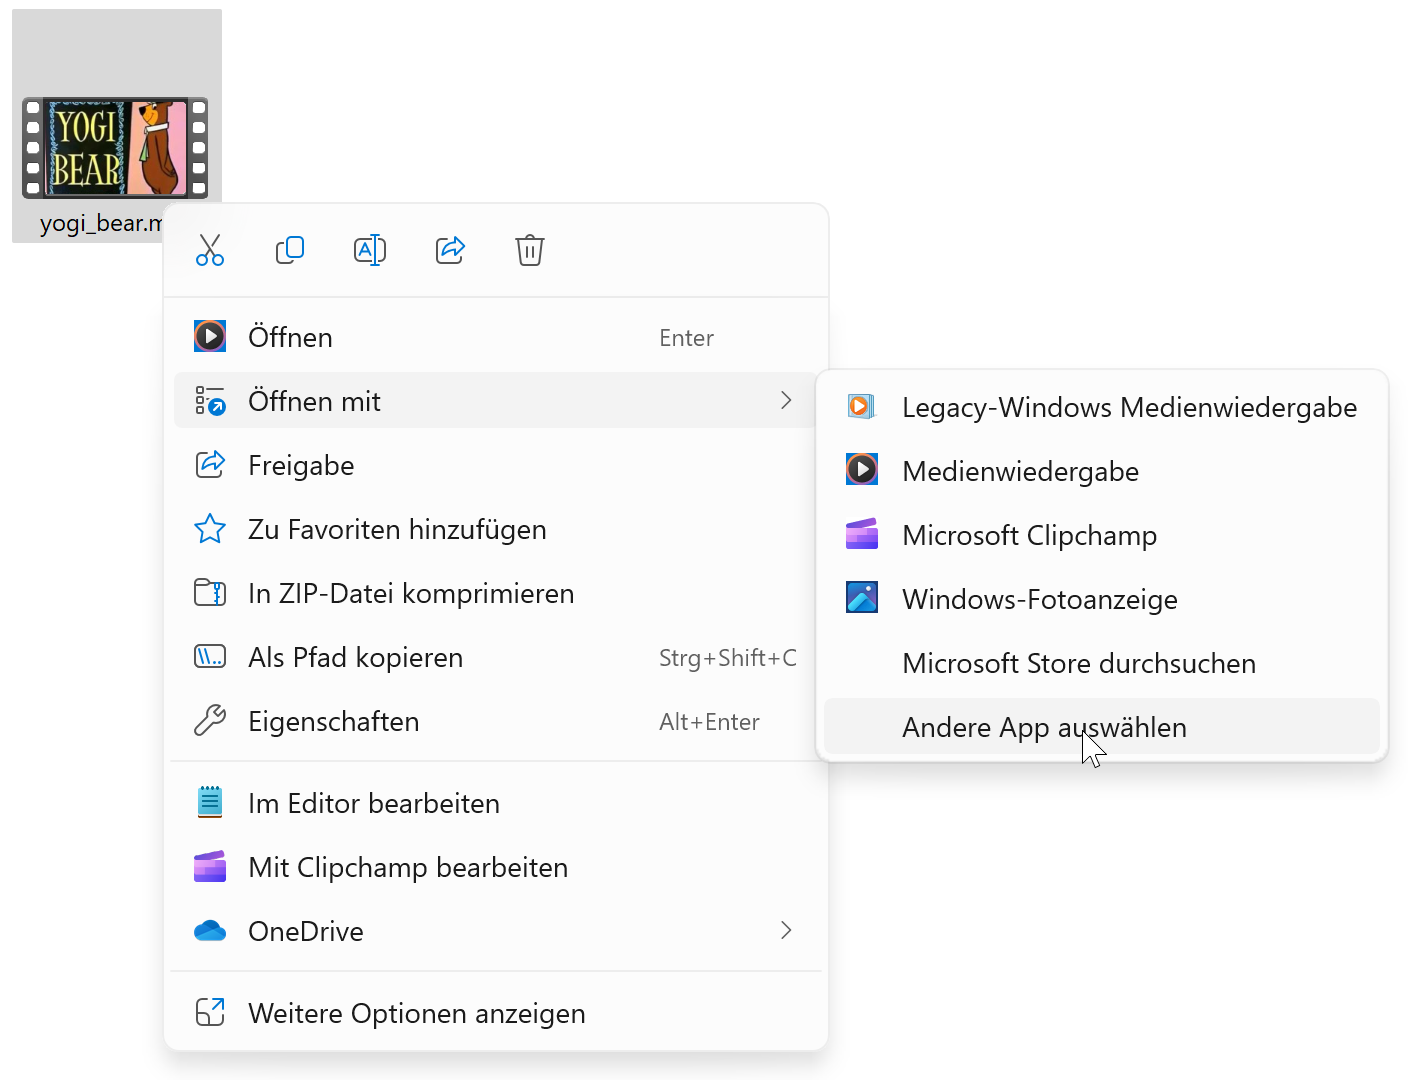 YOGI
BEAR
yogi_bear.m
Öffnen Enter
Öffnen mit
Freigabe
Zu Favoriten hinzufügen
In ZIP-Datei komprimieren
Als Pfad kopieren Strg+Shift+C
Eigenschaften Alt+Enter
Im Editor bearbeiten
Mit Clipchamp bearbeiten
OneDrive
Weitere Optionen anzeigen
Legacy-Windows Medienwiedergabe
Medienwiedergabe
Microsoft Clipchamp
Windows-Fotoanzeige
Microsoft Store durchsuchen
Andere App auswählen